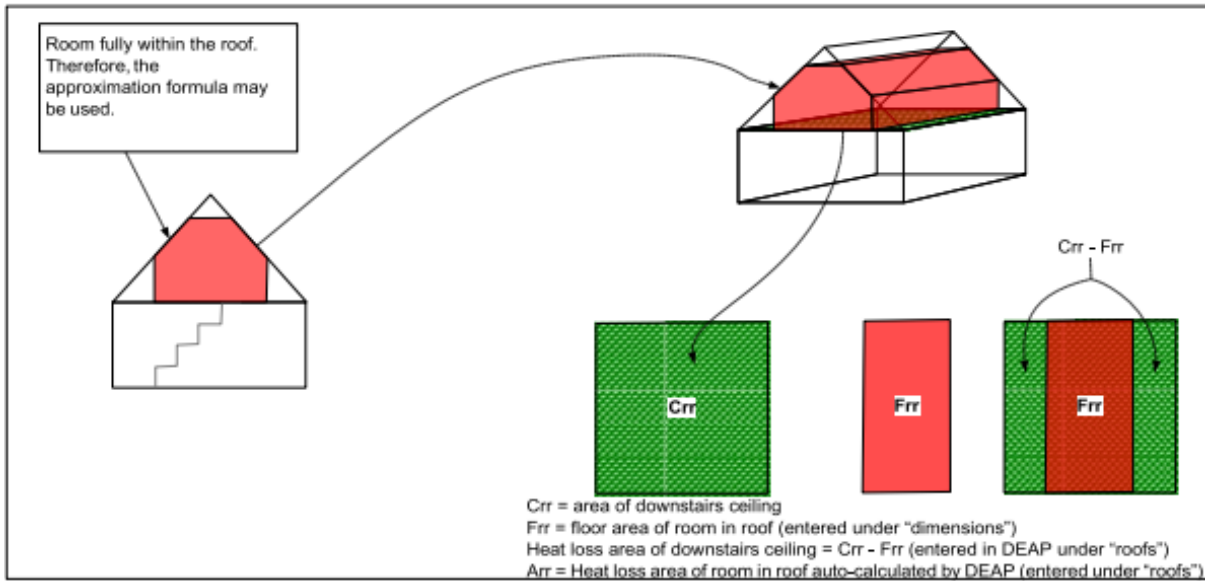 Room fully within the roof.
Therefore, the
approximation formula may
be used.
Crr - Frr
Crr
Frr
Frr
Crr = area of downstairs ceiling
Frr = floor area of room in roof (entered under “dimensions”)
Heat loss area of downstairs ceiling = Crr - Frr (entered in DEAP under “roofs”)
Arr = Heat loss area of room in roof auto-calculated by DEAP (entered under “roofs”)